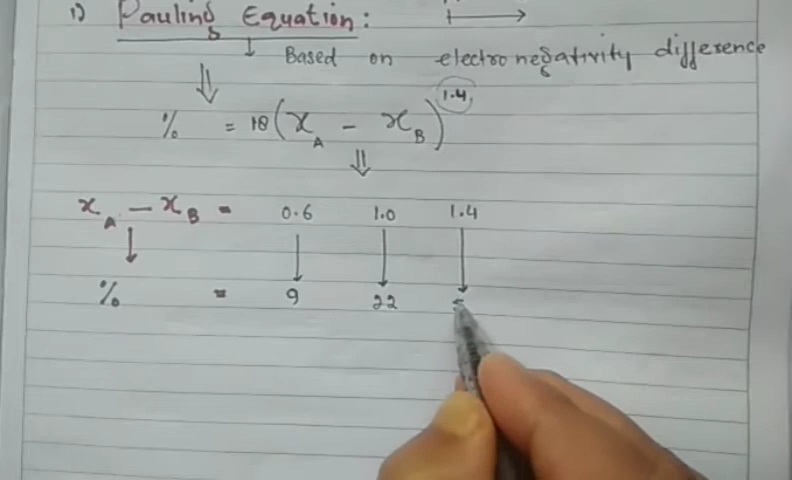 1) Pauling Equation:
↓ Based on electronegativity difference
⇓
% = 18(x_A - x_B)^1.4
⇓
x_A - x_B = 0.6 1.0 1.4
↓ ↓ ↓ ↓
% = 9 22